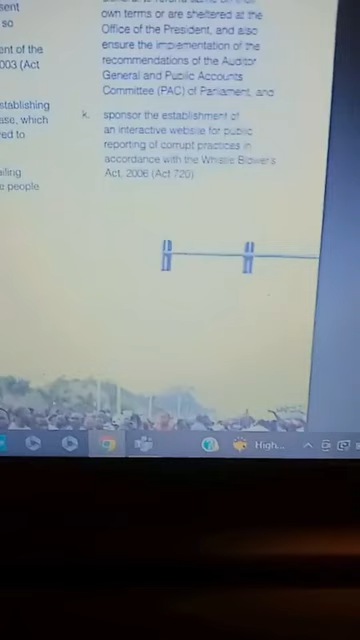 sent
so
ent of the
003 (Act
stablishing
ase, which
ed to
iling
e people
own terms or are sheltered at the
Office of the President, and also
ensure the implementation of the
recommendations of the Auditor
General and Public Accounts
Committee (PAC) of Parliament, and
k. sponsor the establishment of
an interactive website for public
reporting of corrupt practices in
accordance with the Whistle Blower's
Act, 2006 (Act 720)
High...